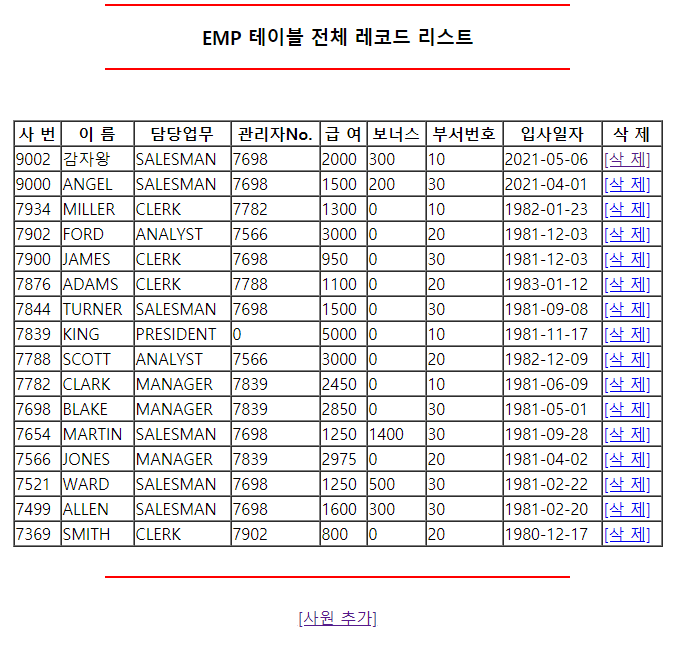 EMP 테이블 전체 레코드 리스트
사 번 이 름 담당업무 관리자No. 급 여 보너스 부서번호 입사일자 삭 제
9002 감자왕 SALESMAN 7698 2000 300 10 2021-05-06 [삭 제]
9000 ANGEL SALESMAN 7698 1500 200 30 2021-04-01 [삭 제]
7934 MILLER CLERK 7782 1300 0 10 1982-01-23 [삭 제]
7902 FORD ANALYST 7566 3000 0 20 1981-12-03 [삭 제]
7900 JAMES CLERK 7698 950 0 30 1981-12-03 [삭 제]
7876 ADAMS CLERK 7788 1100 0 20 1983-01-12 [삭 제]
7844 TURNER SALESMAN 7698 1500 0 30 1981-09-08 [삭 제]
7839 KING PRESIDENT 0 5000 0 10 1981-11-17 [삭 제]
7788 SCOTT ANALYST 7566 3000 0 20 1982-12-09 [삭 제]
7782 CLARK MANAGER 7839 2450 0 10 1981-06-09 [삭 제]
7698 BLAKE MANAGER 7839 2850 0 30 1981-05-01 [삭 제]
7654 MARTIN SALESMAN 7698 1250 1400 30 1981-09-28 [삭 제]
7566 JONES MANAGER 7839 2975 0 20 1981-04-02 [삭 제]
7521 WARD SALESMAN 7698 1250 500 30 1981-02-22 [삭 제]
7499 ALLEN SALESMAN 7698 1600 300 30 1981-02-20 [삭 제]
7369 SMITH CLERK 7902 800 0 20 1980-12-17 [삭 제]
[사원 추가]